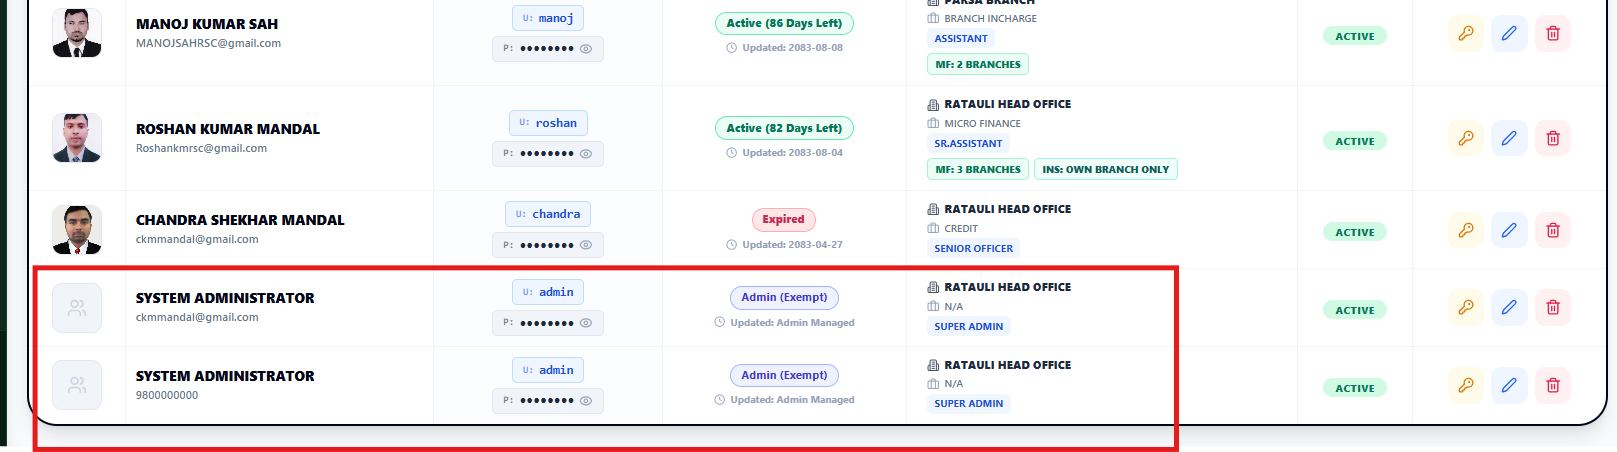 MANOJ KUMAR SAH
MANOJSAHRSC@gmail.com
U: manoj
P: ••••••••
Active (86 Days Left)
Updated: 2083-08-08
PARSA BRANCH
BRANCH INCHARGE
ASSISTANT
MF: 2 BRANCHES
ACTIVE
ROSHAN KUMAR MANDAL
Roshankmrsc@gmail.com
U: roshan
P: ••••••••
Active (82 Days Left)
Updated: 2083-08-04
RATAULI HEAD OFFICE
MICRO FINANCE
SR.ASSISTANT
MF: 3 BRANCHES INS: OWN BRANCH ONLY
ACTIVE
CHANDRA SHEKHAR MANDAL
ckmmandal@gmail.com
U: chandra
P: ••••••••
Expired
Updated: 2083-04-27
RATAULI HEAD OFFICE
CREDIT
SENIOR OFFICER
ACTIVE
SYSTEM ADMINISTRATOR
ckmmandal@gmail.com
U: admin
P: ••••••••
Admin (Exempt)
Updated: Admin Managed
RATAULI HEAD OFFICE
N/A
SUPER ADMIN
ACTIVE
SYSTEM ADMINISTRATOR
9800000000
U: admin
P: ••••••••
Admin (Exempt)
Updated: Admin Managed
RATAULI HEAD OFFICE
N/A
SUPER ADMIN
ACTIVE